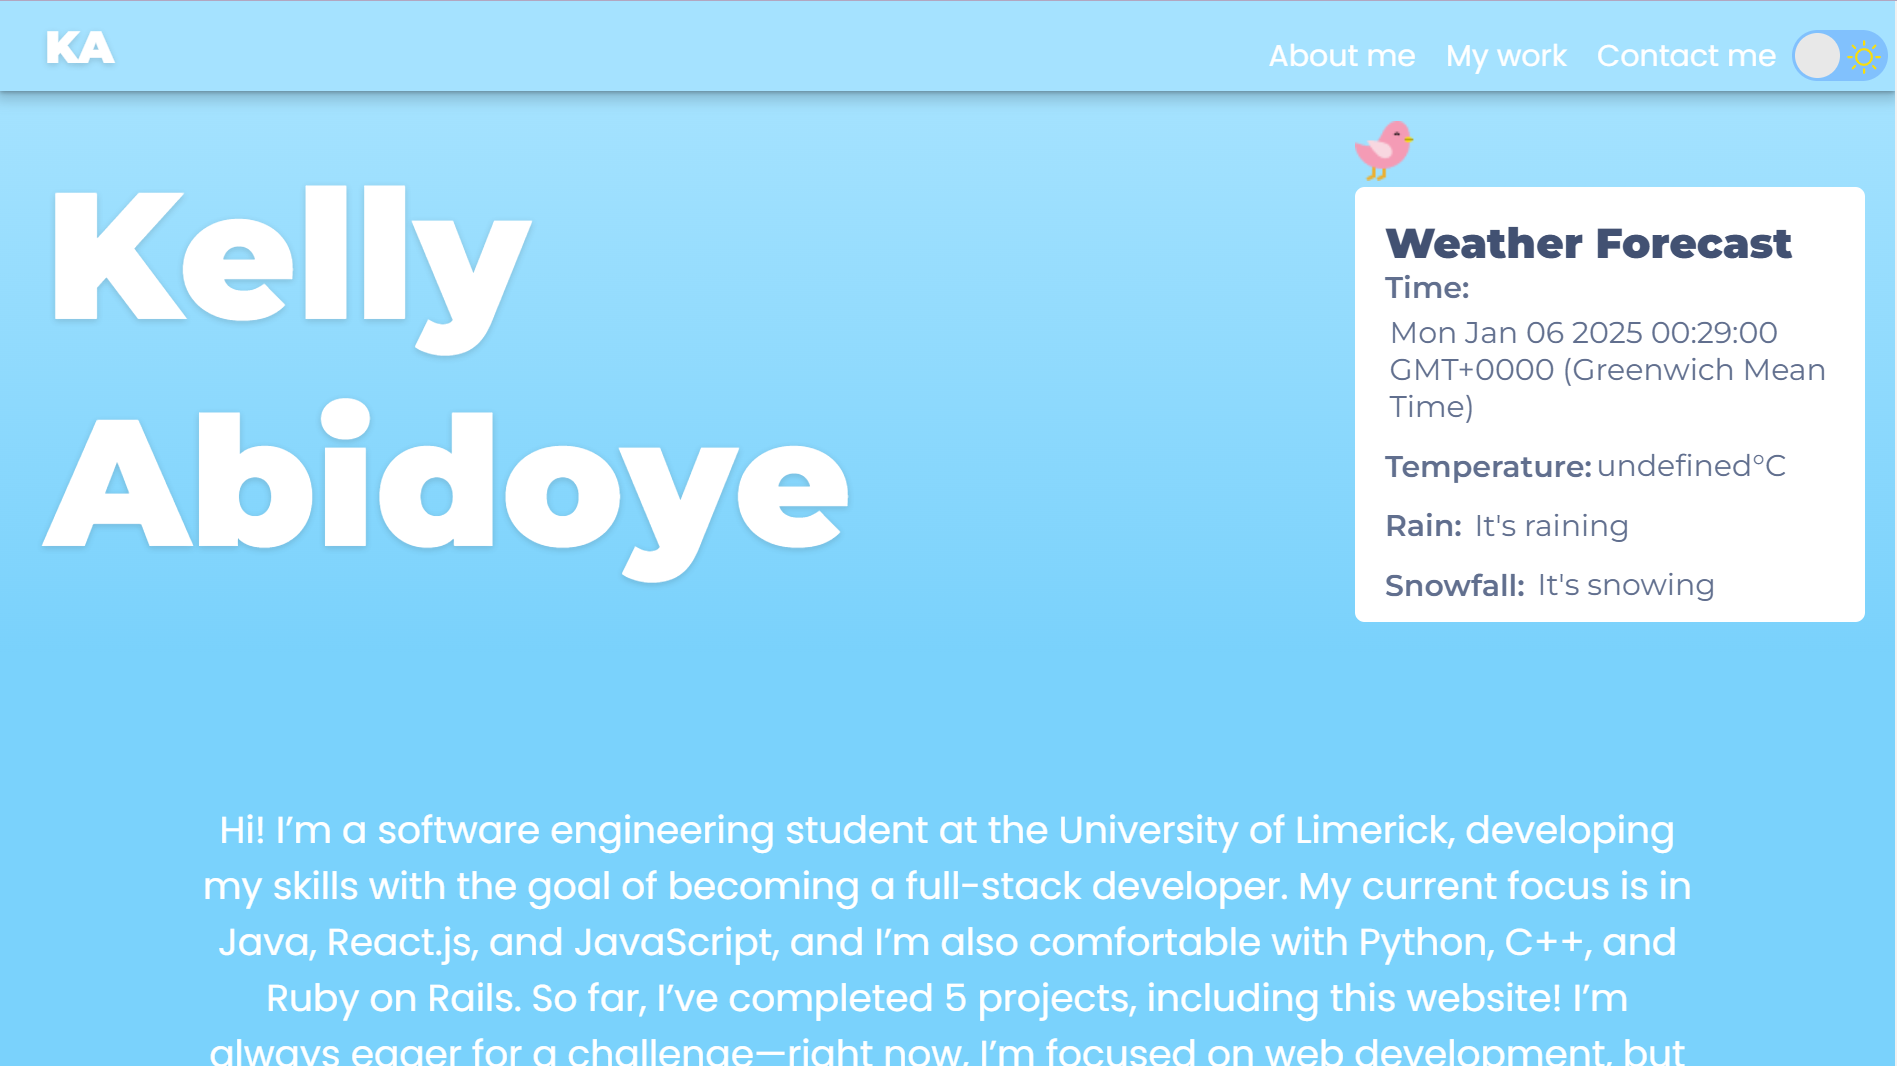 KA
About me
My work
Contact me
Kelly
Abidoye
Weather Forecast
Time:
Mon Jan 06 2025 00:29:00
GMT+0000 (Greenwich Mean
Time)
Temperature: undefined°C
Rain: It's raining
Snowfall: It's snowing
Hi! I’m a software engineering student at the University of Limerick, developing
my skills with the goal of becoming a full-stack developer. My current focus is in
Java, React.js, and JavaScript, and I’m also comfortable with Python, C++, and
Ruby on Rails. So far, I’ve completed 5 projects, including this website! I’m
always eager for a challenge—right now, I’m focused on web development, but